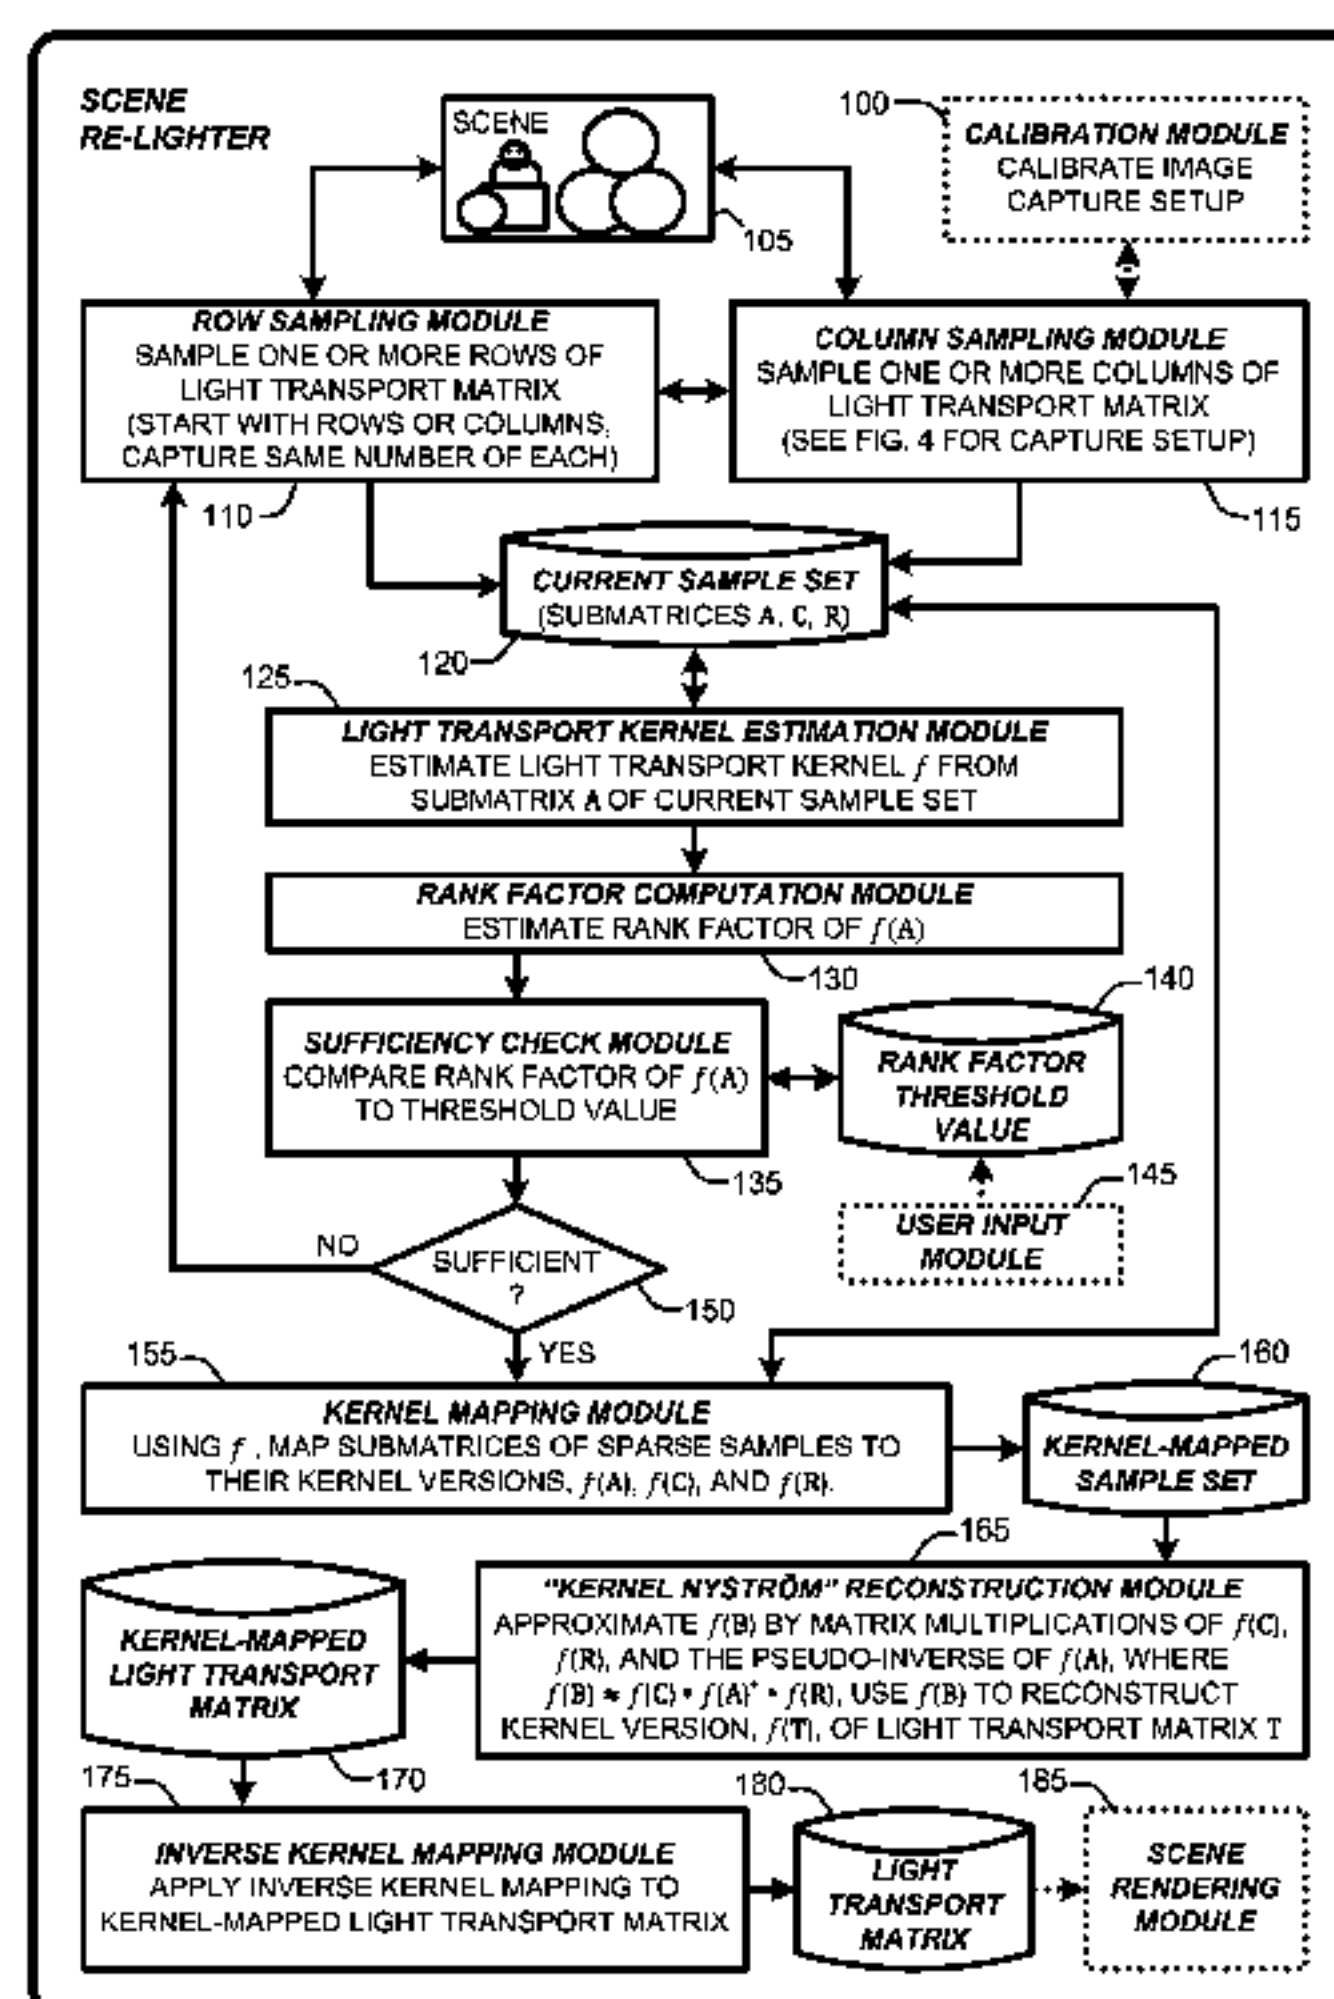 SCENE
RE-LIGHTER
SCENE
105
100
CALIBRATION MODULE
CALIBRATE IMAGE
CAPTURE SETUP
ROW SAMPLING MODULE
SAMPLE ONE OR MORE ROWS OF
LIGHT TRANSPORT MATRIX
(START WITH ROWS OR COLUMNS,
CAPTURE SAME NUMBER OF EACH)
110
COLUMN SAMPLING MODULE
SAMPLE ONE OR MORE COLUMNS OF
LIGHT TRANSPORT MATRIX
(SEE FIG. 4 FOR CAPTURE SETUP)
115
CURRENT SAMPLE SET
(SUBMATRICES A, C, R)
120
125
LIGHT TRANSPORT KERNEL ESTIMATION MODULE
ESTIMATE LIGHT TRANSPORT KERNEL f FROM
SUBMATRIX A OF CURRENT SAMPLE SET
RANK FACTOR COMPUTATION MODULE
ESTIMATE RANK FACTOR OF f(A)
130
SUFFICIENCY CHECK MODULE
COMPARE RANK FACTOR OF f(A)
TO THRESHOLD VALUE
135
140
RANK FACTOR
THRESHOLD
VALUE
145
USER INPUT
MODULE
NO
SUFFICIENT
?
150
YES
155
KERNEL MAPPING MODULE
USING f , MAP SUBMATRICES OF SPARSE SAMPLES TO
THEIR KERNEL VERSIONS, f(A), f(C), AND f(R).
160
KERNEL-MAPPED
SAMPLE SET
165
"KERNEL NYSTRÖM" RECONSTRUCTION MODULE
APPROXIMATE f(B) BY MATRIX MULTIPLICATIONS OF f(C),
f(R), AND THE PSEUDO-INVERSE OF f(A), WHERE
f(B) ≈ f(C) • f(A)⁺ • f(R), USE f(B) TO RECONSTRUCT
KERNEL VERSION, f(T), OF LIGHT TRANSPORT MATRIX T
KERNEL-MAPPED
LIGHT TRANSPORT
MATRIX
170
175
INVERSE KERNEL MAPPING MODULE
APPLY INVERSE KERNEL MAPPING TO
KERNEL-MAPPED LIGHT TRANSPORT MATRIX
180
LIGHT
TRANSPORT
MATRIX
185
SCENE
RENDERING
MODULE